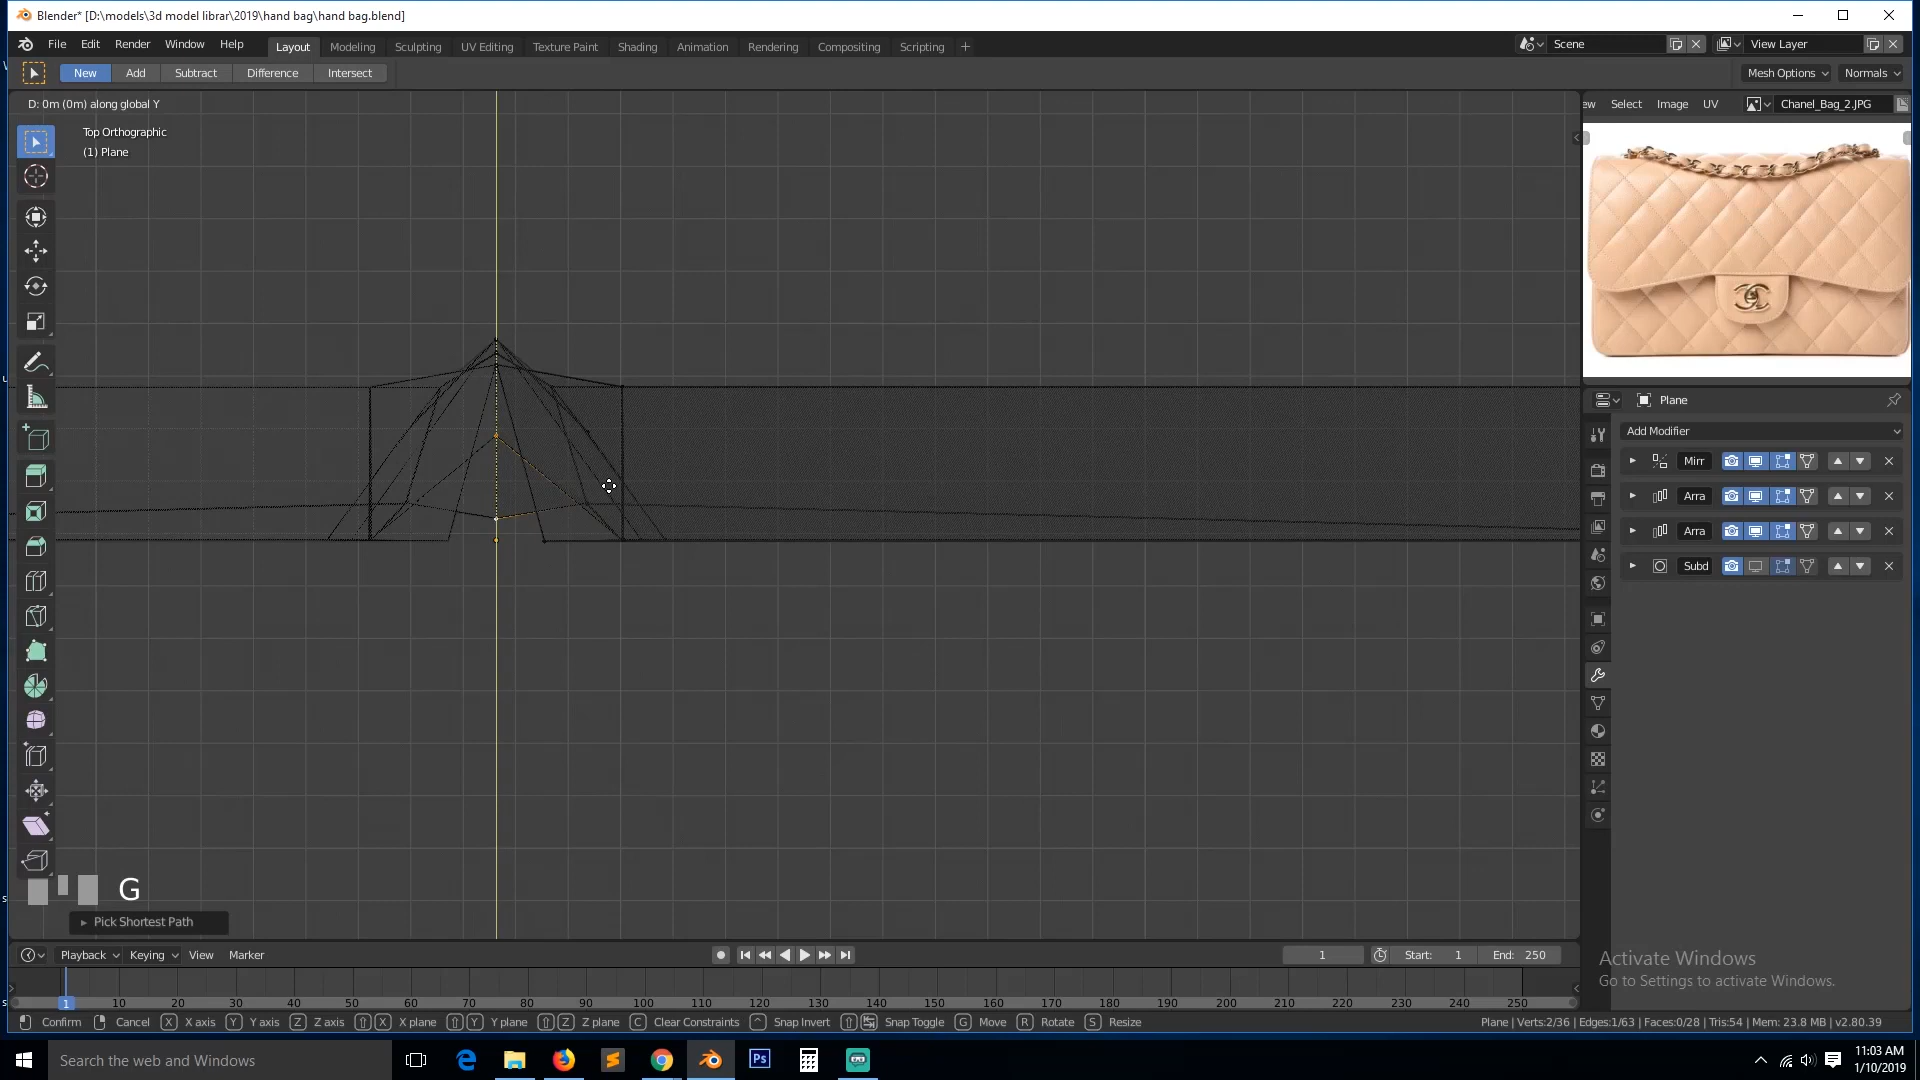 Blender* [D:\models\3d model librar\2019\hand bag\hand bag.blend]
File Edit Render Window Help Layout Modeling Sculpting UV Editing Texture Paint Shading Animation Rendering Compositing Scripting + Scene View Layer
New Add Subtract Difference Intersect Mesh Options Normals
D: 0m (0m) along global Y
ew Select Image UV Chanel_Bag_2.JPG
Top Orthographic
(1) Plane
Plane
Add Modifier
Mirr
Arra
Arra
Subd
G
Pick Shortest Path
Playback Keying View Marker 1 Start: 1 End: 250
Activate Windows
Go to Settings to activate Windows.
1 10 20 30 40 50 60 70 80 90 100 110 120 130 140 150 160 170 180 190 200 210 220 230 240 250
Confirm Cancel X X axis Y Y axis Z Z axis X X plane Y Y plane Z Z plane C Clear Constraints Snap Invert Snap Toggle G Move R Rotate S Resize Plane | Verts:2/36 | Edges:1/63 | Faces:0/28 | Tris:54 | Mem: 23.8 MB | v2.80.39
Search the web and Windows Ps 11:03 AM
1/10/2019